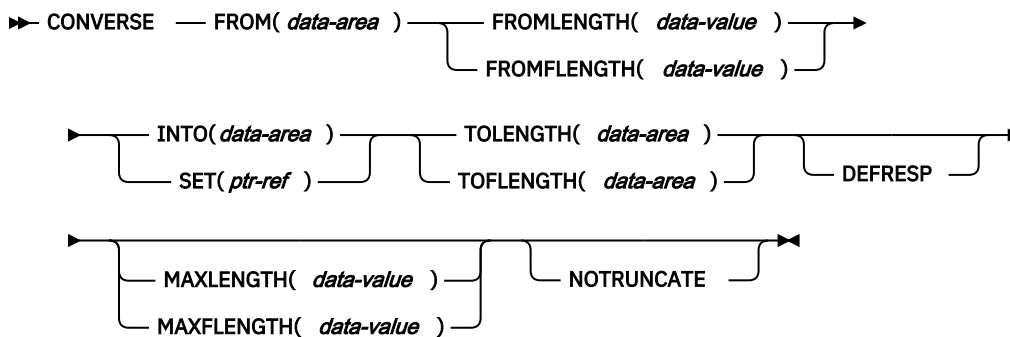 CONVERSE FROM( data-area ) FROMLENGTH( data-value )
FROMFLENGTH( data-value )
INTO( data-area ) TOLENGTH( data-area )
SET( ptr-ref ) TOFLENGTH( data-area ) DEFRESP
MAXLENGTH( data-value ) NOTRUNCATE
MAXFLENGTH( data-value )